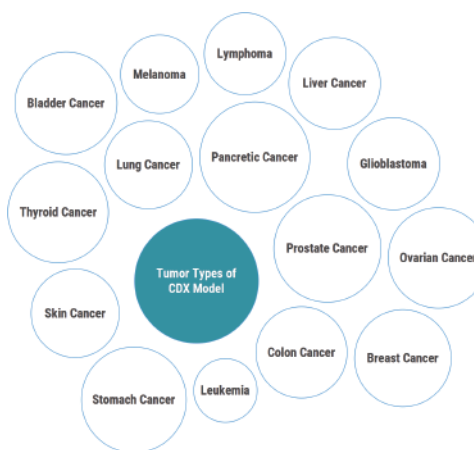 Lymphoma
Melanoma
Liver Cancer
Bladder Cancer
Pancretic Cancer
Lung Cancer
Glioblastoma
Thyroid Cancer
Prostate Cancer
Ovarian Cancer
Tumor Types of
CDX Model
Skin Cancer
Colon Cancer
Breast Cancer
Leukemia
Stomach Cancer